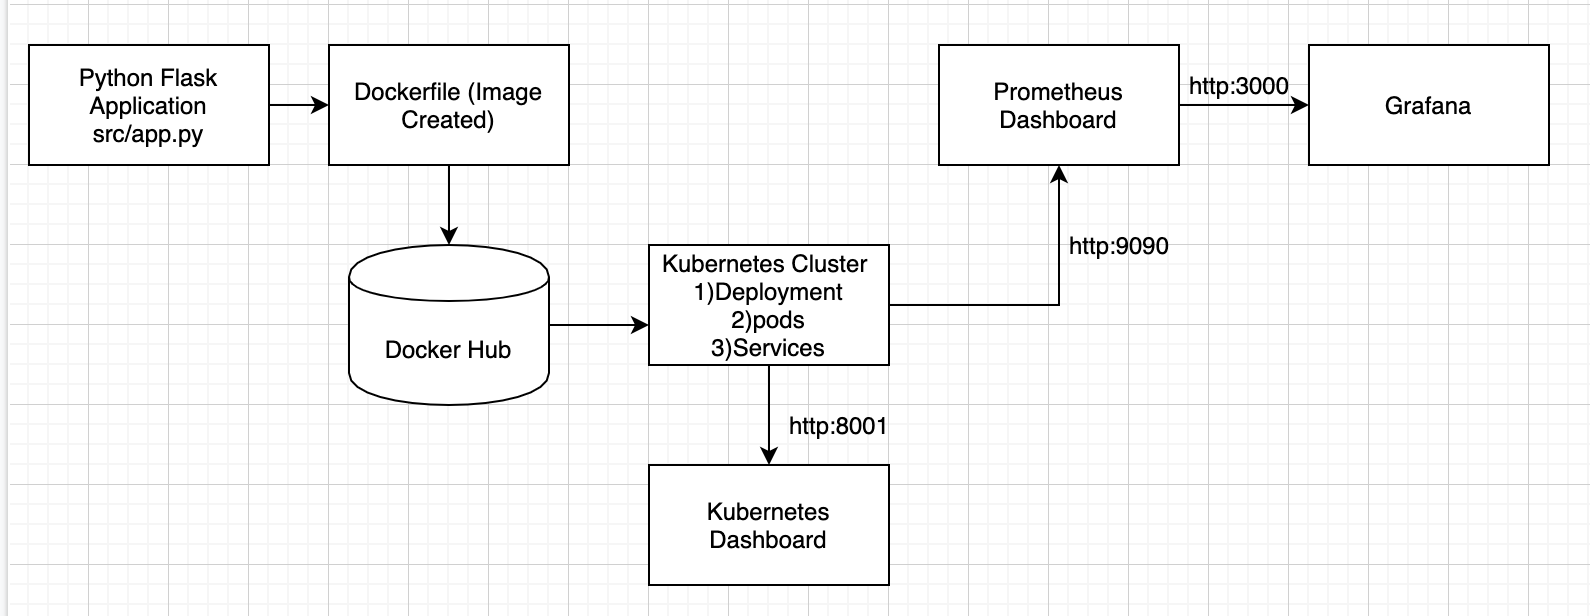 Python Flask
Application
src/app.py
Dockerfile (Image
Created)
Prometheus
Dashboard
http:3000
Grafana
http:9090
Docker Hub
Kubernetes Cluster
1)Deployment
2)pods
3)Services
http:8001
Kubernetes
Dashboard